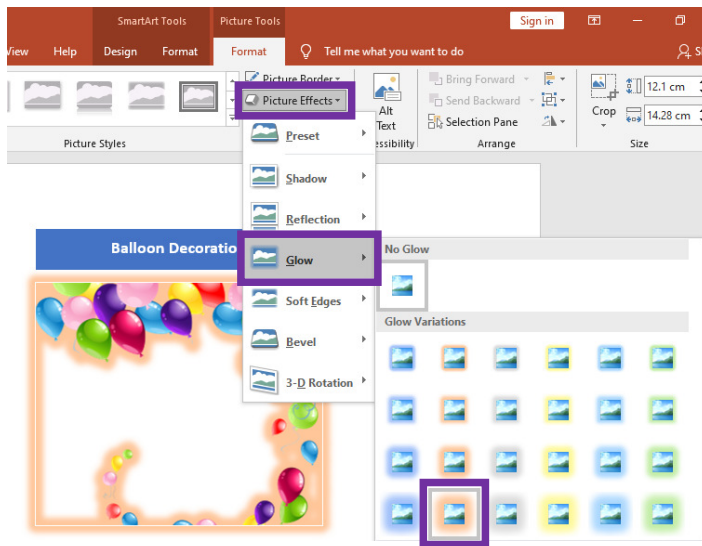 SmartArt Tools
Picture Tools
Sign in
View
Help
Design
Format
Format
Tell me what you want to do
Picture Border
Picture Effects
Alt
Text
Bring Forward
Send Backward
Selection Pane
Crop
12.1 cm
14.28 cm
Picture Styles
essibility
Arrange
Size
Preset
Shadow
Reflection
Glow
Soft Edges
Bevel
3-D Rotation
Balloon Decoratio
No Glow
Glow Variations